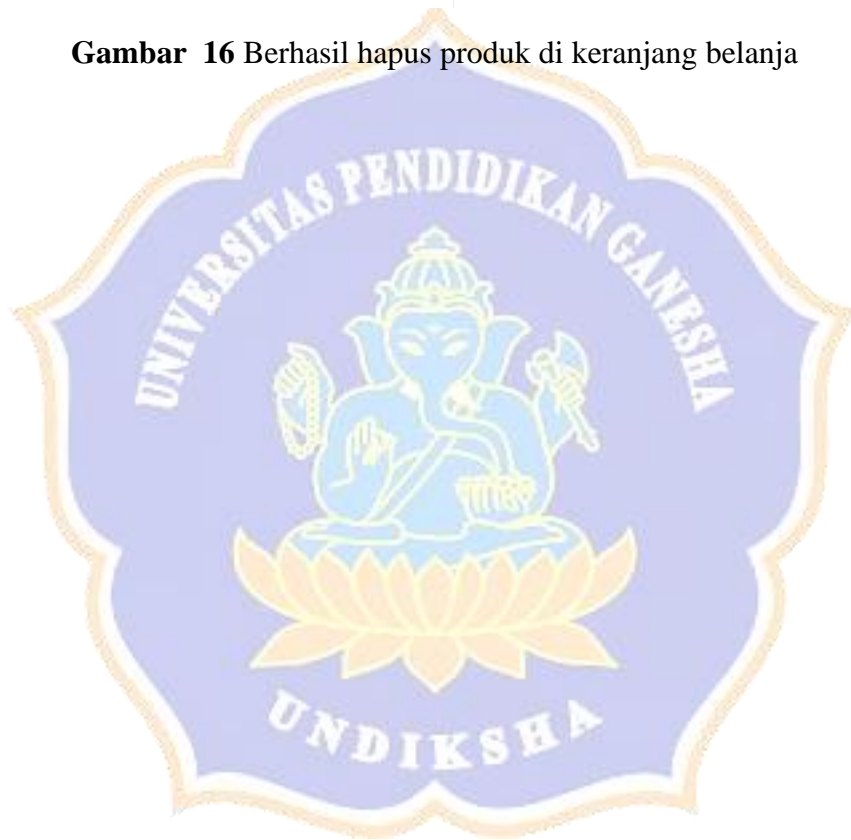 Gambar 16 Berhasil hapus produk di keranjang belanja
UNIVERSITAS PENDIDIKAN GANESHA
UNDIKSHA